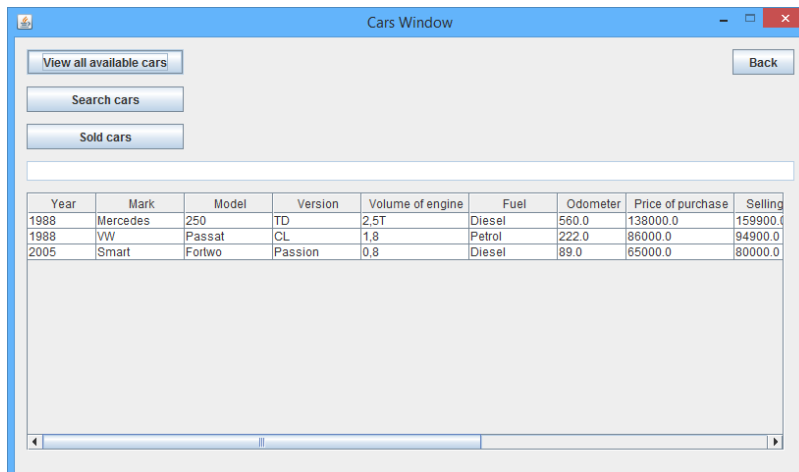 Cars Window
View all available cars Back
Search cars
Sold cars
Year Mark Model Version Volume of engine Fuel Odometer Price of purchase Selling
1988 Mercedes 250 TD 2,5T Diesel 560.0 138000.0 159900.0
1988 VW Passat CL 1,8 Petrol 222.0 86000.0 94900.0
2005 Smart Fortwo Passion 0,8 Diesel 89.0 65000.0 80000.0